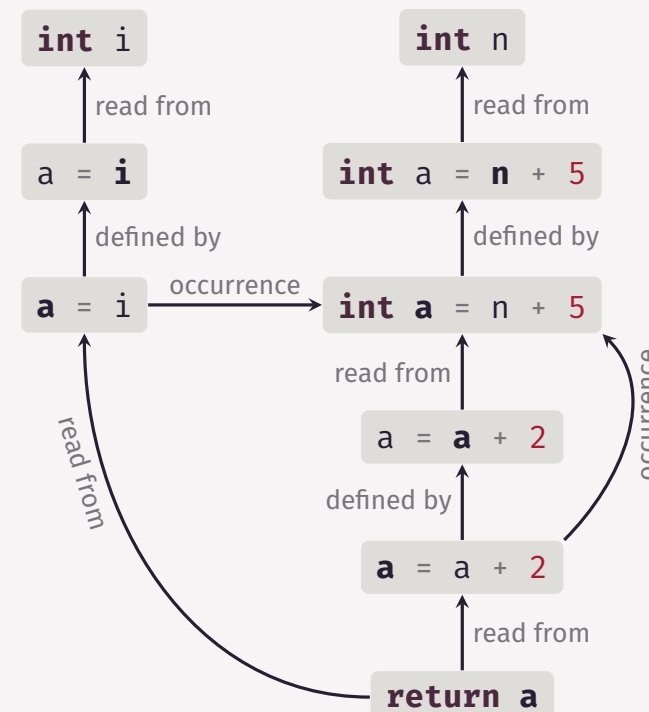 int i
int n
read from
read from
a = i
int a = n + 5
defined by
defined by
a = i
occurrence
int a = n + 5
read from
occurrence
a = a + 2
read from
defined by
a = a + 2
read from
return a